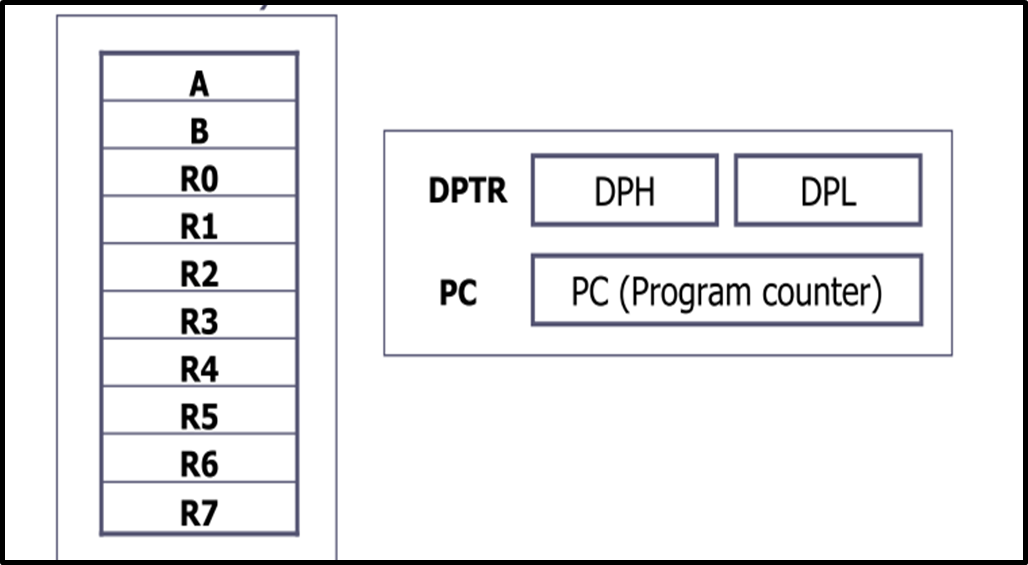 A
B
R0
R1
R2
R3
R4
R5
R6
R7
DPTR DPH DPL
PC PC (Program counter)